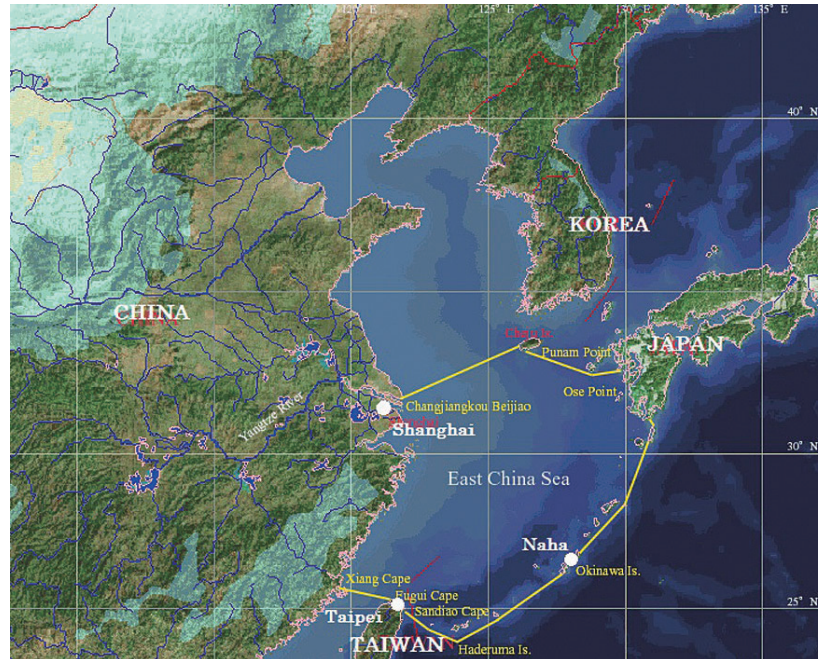 125° E
130° E
135° E
40° N
KOREA
CHINA
Cheju Is.
Punam Point
JAPAN
Ose Point
Changjiangkou Beijiao
Yangtze River
Shanghai
30° N
East China Sea
Naha
Okinawa Is.
Xiang Cape
Fugui Cape
25° N
Sandiao Cape
Taipei
TAIWAN
Haderuma Is.